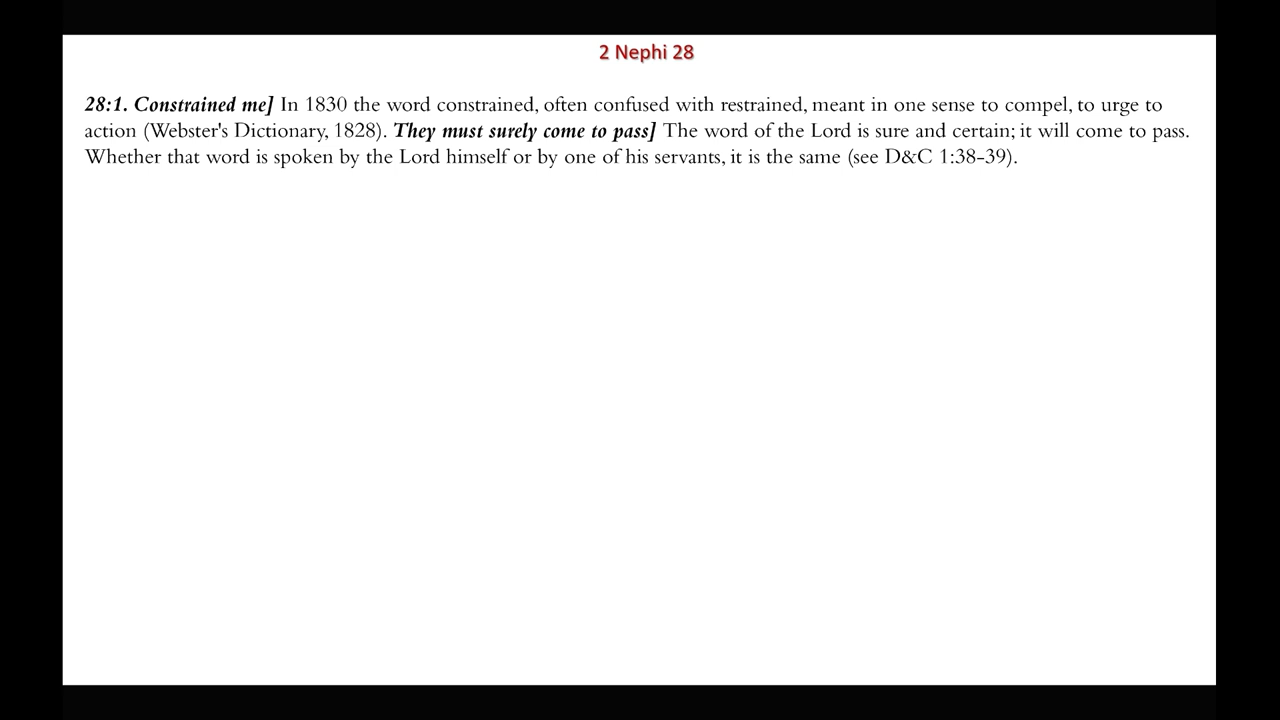 2 Nephi 28
28:1. Constrained me] In 1830 the word constrained, often confused with restrained, meant in one sense to compel, to urge to
action (Webster's Dictionary, 1828). They must surely come to pass] The word of the Lord is sure and certain; it will come to pass.
Whether that word is spoken by the Lord himself or by one of his servants, it is the same (see D&C 1:38-39).